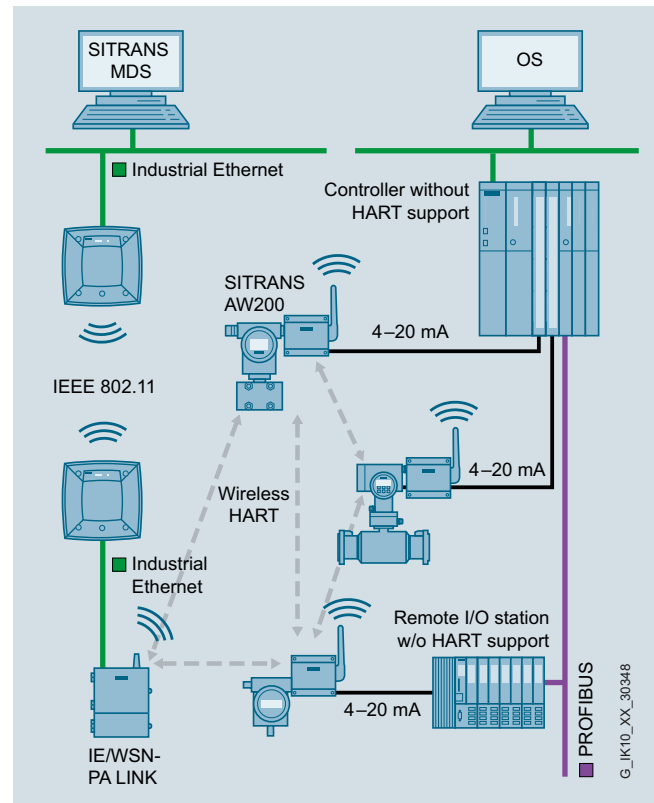 SITRANS
MDS
OS
Industrial Ethernet
Controller without
HART support
SITRANS
AW200
4–20 mA
IEEE 802.11
4–20 mA
Wireless
HART
Industrial
Ethernet
Remote I/O station
w/o HART support
4–20 mA
IE/WSN-
PA LINK
PROFIBUS
G_IK10_XX_30348